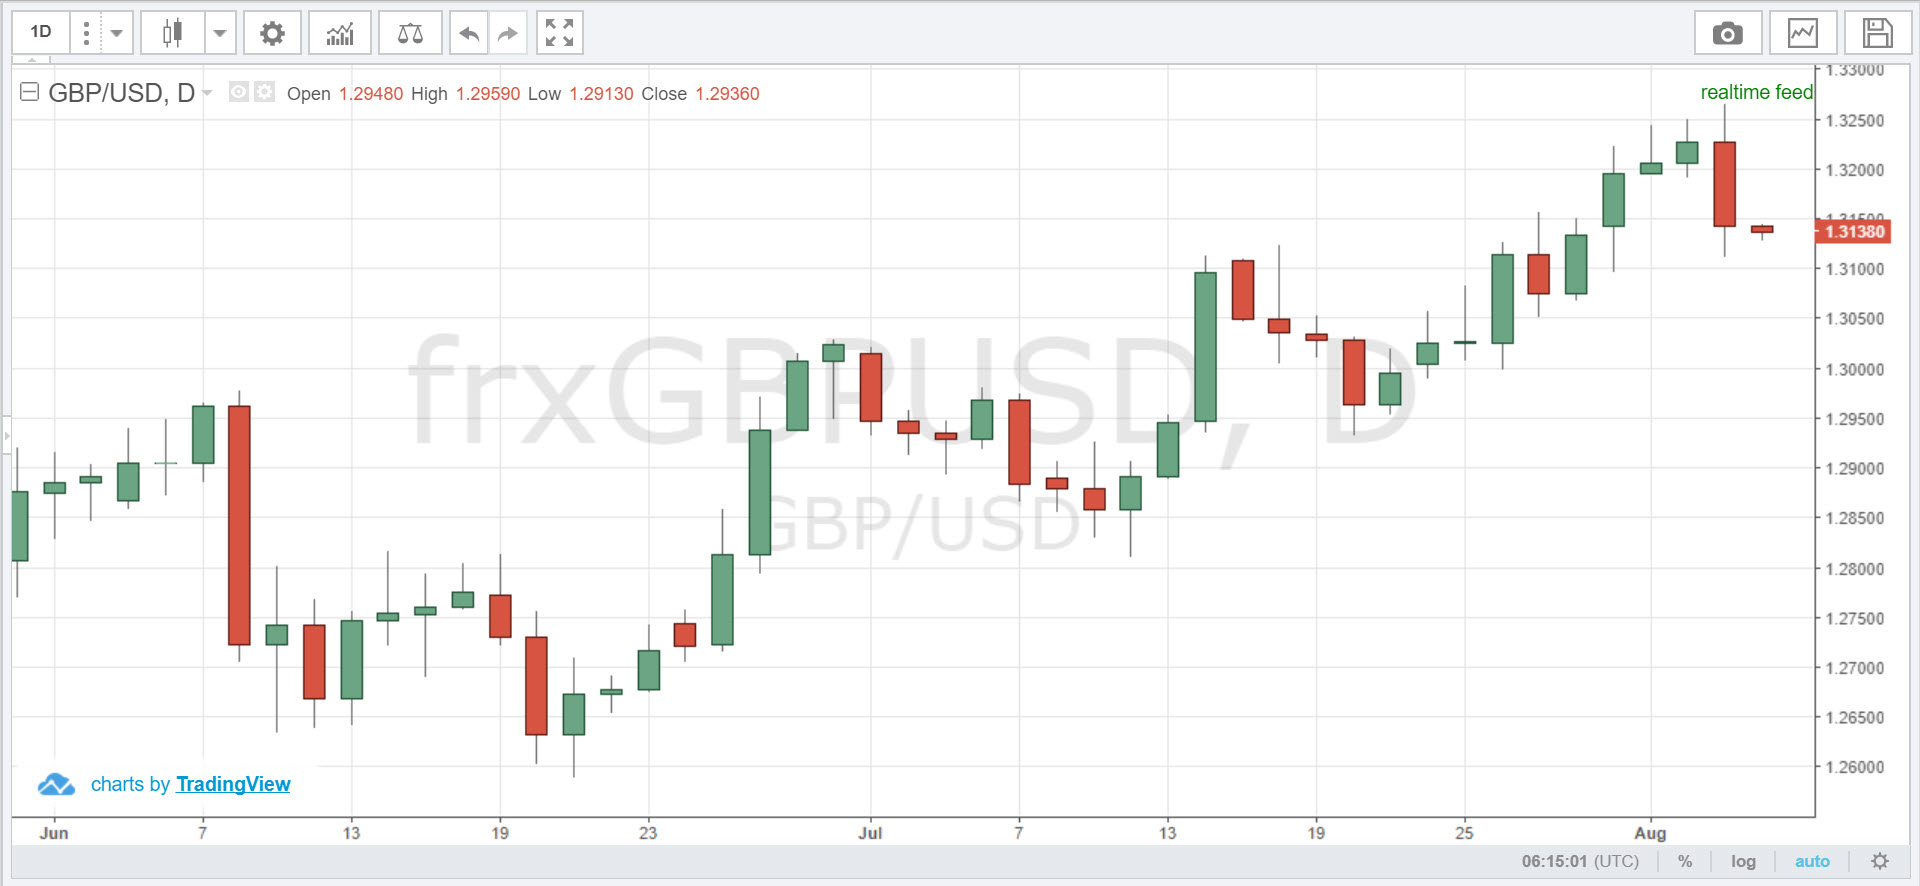 1D
GBP/USD, D Open 1.29480 High 1.29590 Low 1.29130 Close 1.29360
realtime feed
1.33000
1.32500
1.32000
1.31500
1.31380
1.31000
1.30500
1.30000
1.29500
1.29000
1.28500
1.28000
1.27500
1.27000
1.26500
1.26000
frxGBPUSD, D
GBP/USD
charts by TradingView
Jun 7 13 19 23 Jul 7 13 19 25 Aug
06:15:01 (UTC) % log auto